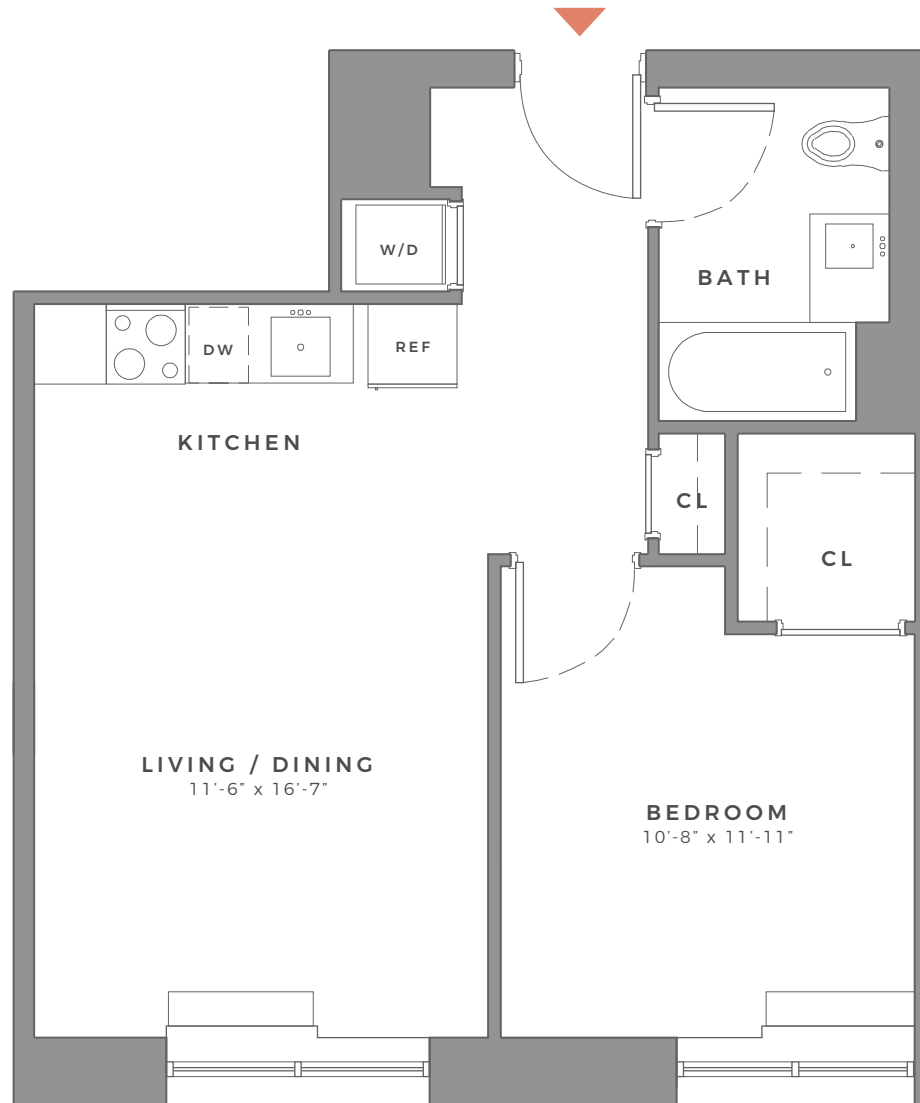 W/D
BATH
DW
REF
KITCHEN
CL
CL
LIVING / DINING
11'-6" x 16'-7"
BEDROOM
10'-8" x 11'-11"